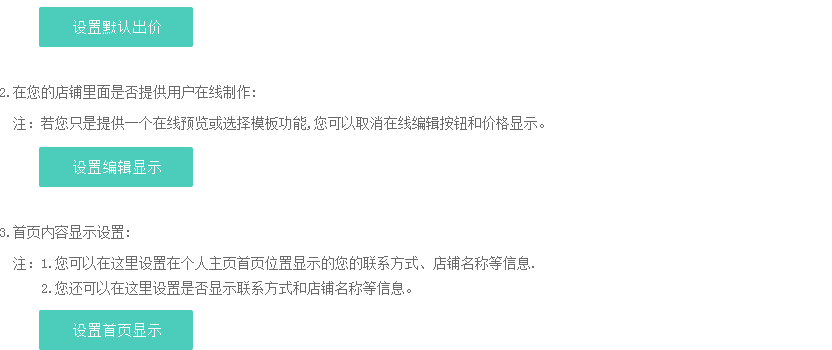 设置默认出价
2.在您的店铺里面是否提供用户在线制作:
注：若您只是提供一个在线预览或选择模板功能,您可以取消在线编辑按钮和价格显示。
设置编辑显示
3.首页内容显示设置:
注：1.您可以在这里设置在个人主页首页位置显示的您的联系方式、店铺名称等信息.
2.您还可以在这里设置是否显示联系方式和店铺名称等信息。
设置首页显示